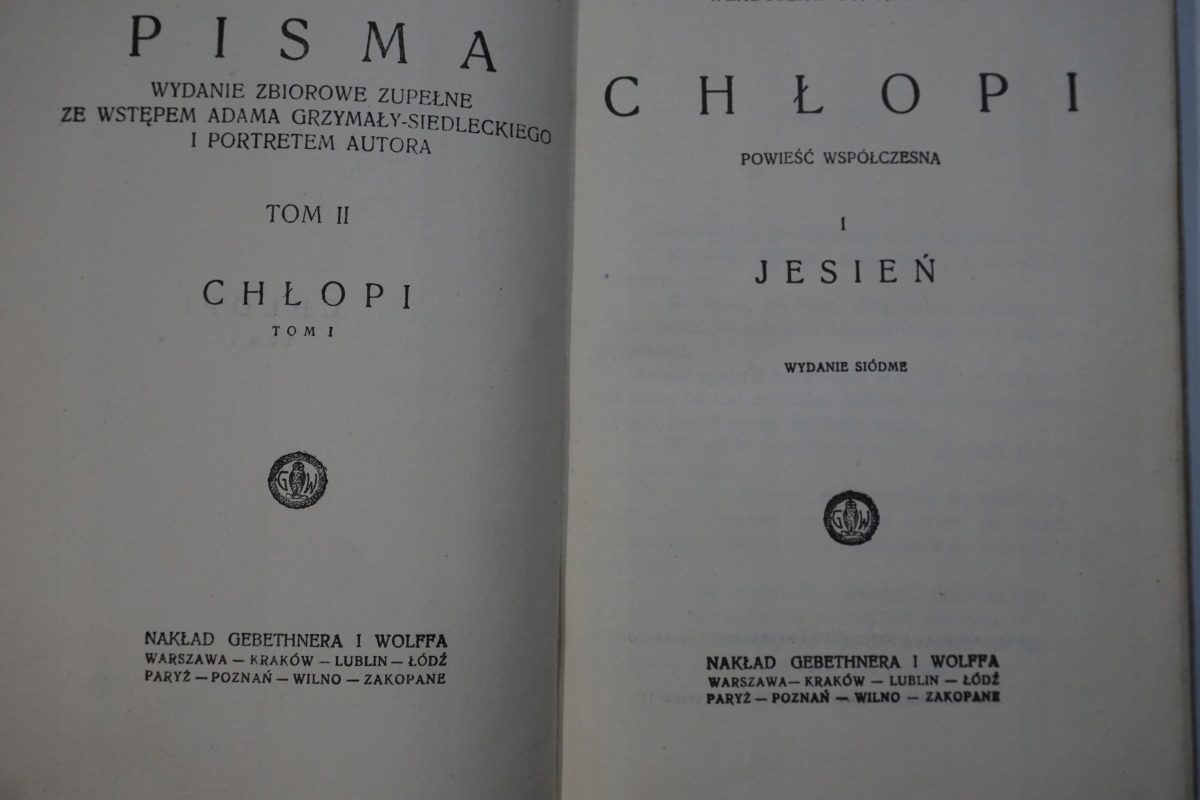 PISMA
WYDANIE ZBIOROWE ZUPEŁNE
ZE WSTĘPEM ADAMA GRZYMAŁY-SIEDLECKIEGO
I PORTRETEM AUTORA
TOM II
CHŁOPI
TOM I
G W
NAKŁAD GEBETHNERA I WOLFFA
WARSZAWA — KRAKÓW — LUBLIN — ŁÓDŹ
PARYŻ — POZNAŃ — WILNO — ZAKOPANE
CHŁOPI
POWIEŚĆ WSPÓŁCZESNA
I
JESIEŃ
WYDANIE SIÓDME
G W
NAKŁAD GEBETHNERA I WOLFFA
WARSZAWA — KRAKÓW — LUBLIN — ŁÓDŹ
PARYŻ — POZNAŃ — WILNO — ZAKOPANE